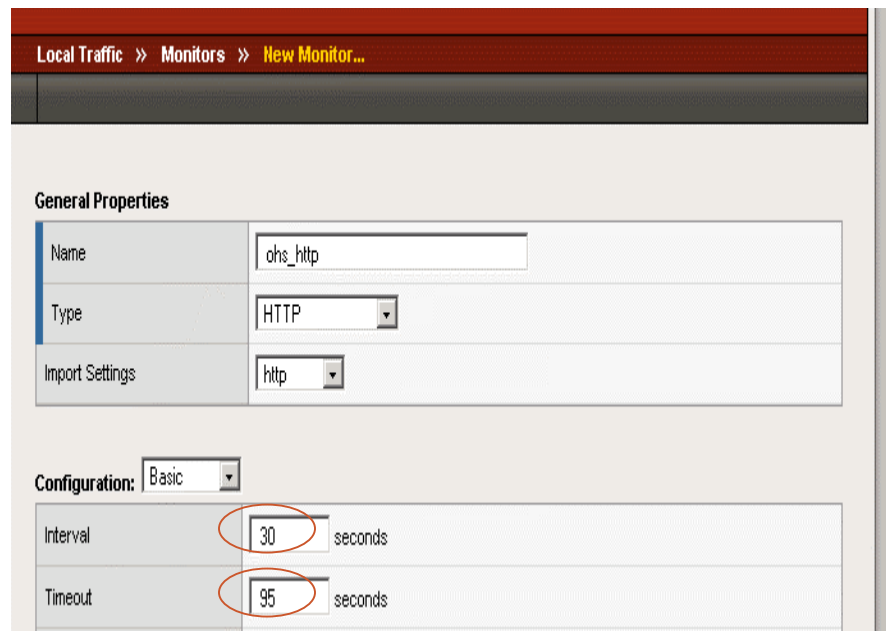 Local Traffic » Monitors » New Monitor...
General Properties
Name ohs_http
Type HTTP
Import Settings http
Configuration: Basic
Interval 30 seconds
Timeout 95 seconds